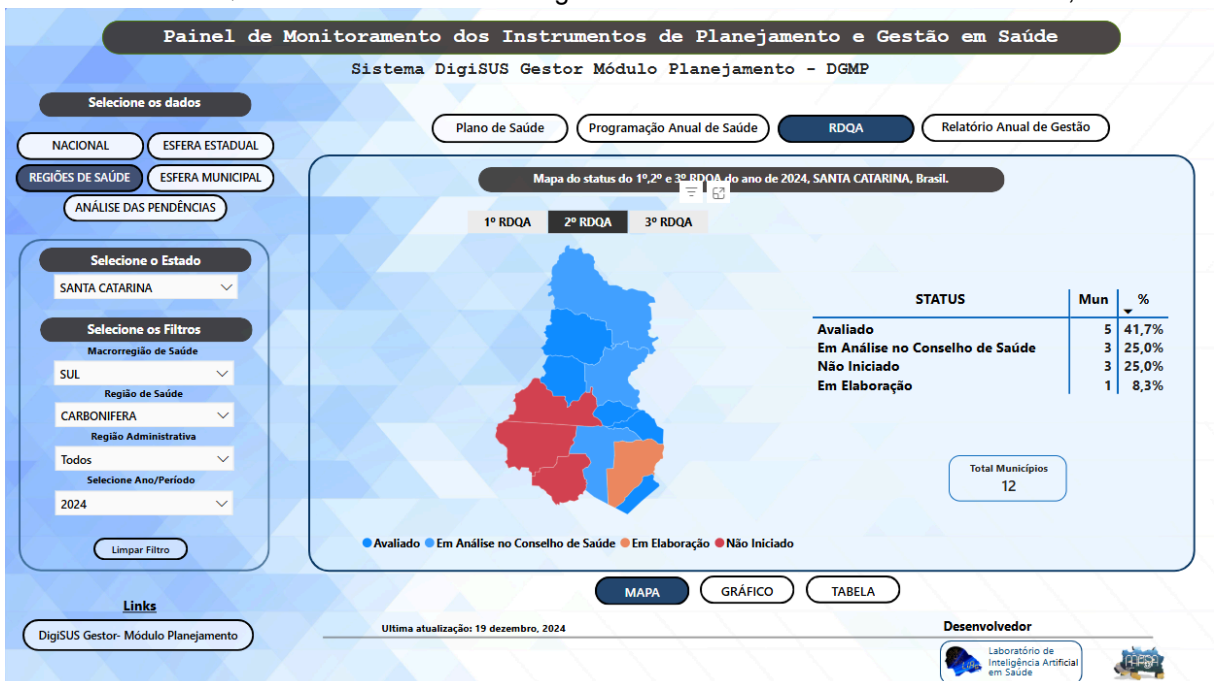 Painel de Monitoramento dos Instrumentos de Planejamento e Gestão em Saúde
Sistema DigiSUS Gestor Módulo Planejamento - DGMP
Selecione os dados
NACIONAL
ESFERA ESTADUAL
REGIÕES DE SAÚDE
ESFERA MUNICIPAL
ANÁLISE DAS PENDÊNCIAS
Plano de Saúde
Programação Anual de Saúde
RDQA
Relatório Anual de Gestão
Mapa do status do 1º,2º e 3º RDQA do ano de 2024, SANTA CATARINA, Brasil.
1º RDQA
2º RDQA
3º RDQA
Selecione o Estado
SANTA CATARINA
Selecione os Filtros
Macrorregião de Saúde
SUL
Região de Saúde
CARBONIFERA
Região Administrativa
Todos
Selecione Ano/Período
2024
Limpar Filtro
STATUS Mun %
Avaliado 5 41,7%
Em Análise no Conselho de Saúde 3 25,0%
Não Iniciado 3 25,0%
Em Elaboração 1 8,3%
Total Municípios
12
Avaliado Em Análise no Conselho de Saúde Em Elaboração Não Iniciado
MAPA
GRÁFICO
TABELA
Links
DigiSUS Gestor- Módulo Planejamento
Ultima atualização: 19 dezembro, 2024
Desenvolvedor
Laboratório de
Inteligência Artificial
em Saúde